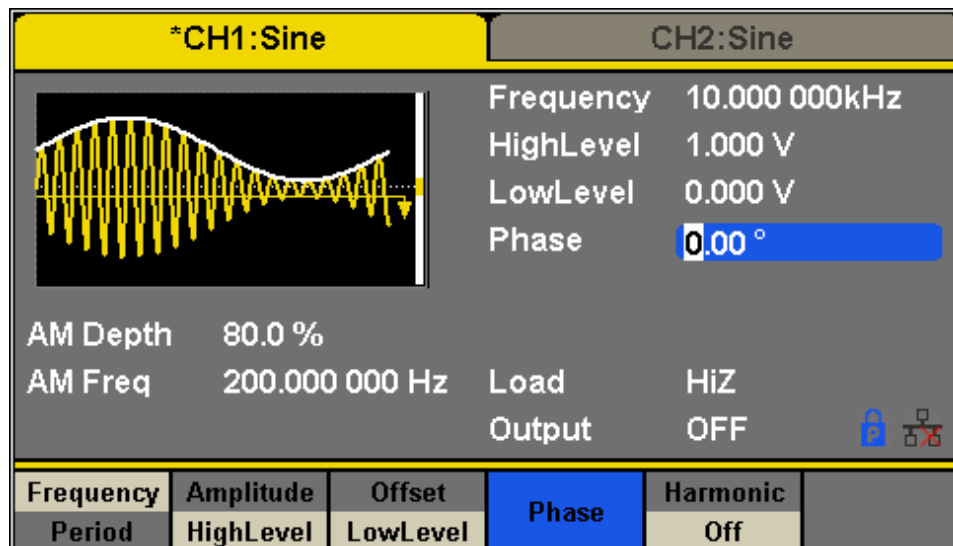 *CH1:Sine CH2:Sine
Frequency 10.000 000kHz
HighLevel 1.000 V
LowLevel 0.000 V
Phase 0.00 °
AM Depth 80.0 %
AM Freq 200.000 000 Hz Load HiZ
Output OFF P
Frequency Amplitude Offset Phase Harmonic
Period HighLevel LowLevel Off